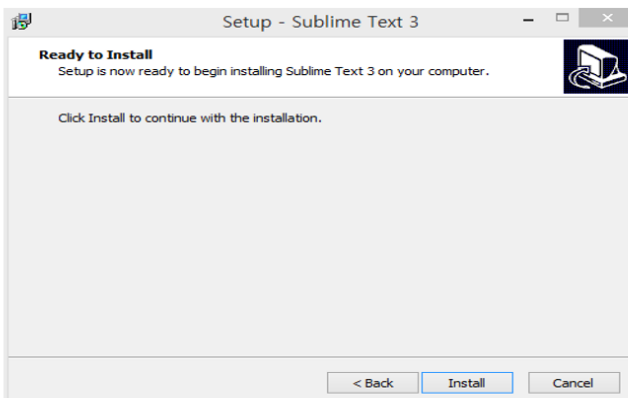 Setup - Sublime Text 3
Ready to Install
Setup is now ready to begin installing Sublime Text 3 on your computer.
Click Install to continue with the installation.
< Back Install Cancel